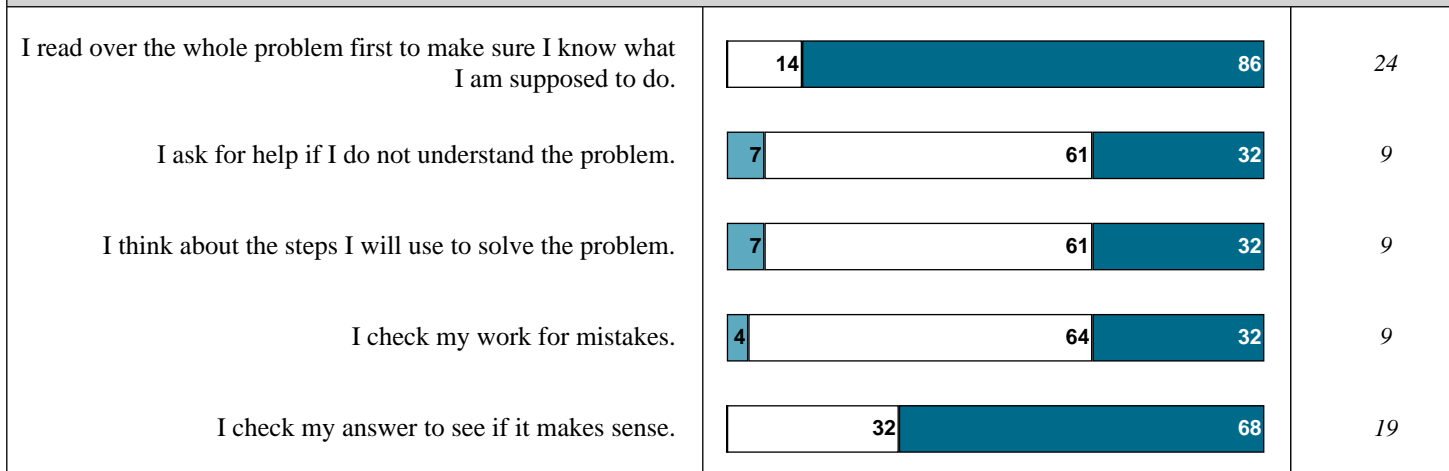 I read over the whole problem first to make sure I know what
I am supposed to do.
14 86 24
I ask for help if I do not understand the problem.
7 61 32 9
I think about the steps I will use to solve the problem.
7 61 32 9
I check my work for mistakes.
4 64 32 9
I check my answer to see if it makes sense.
32 68 19